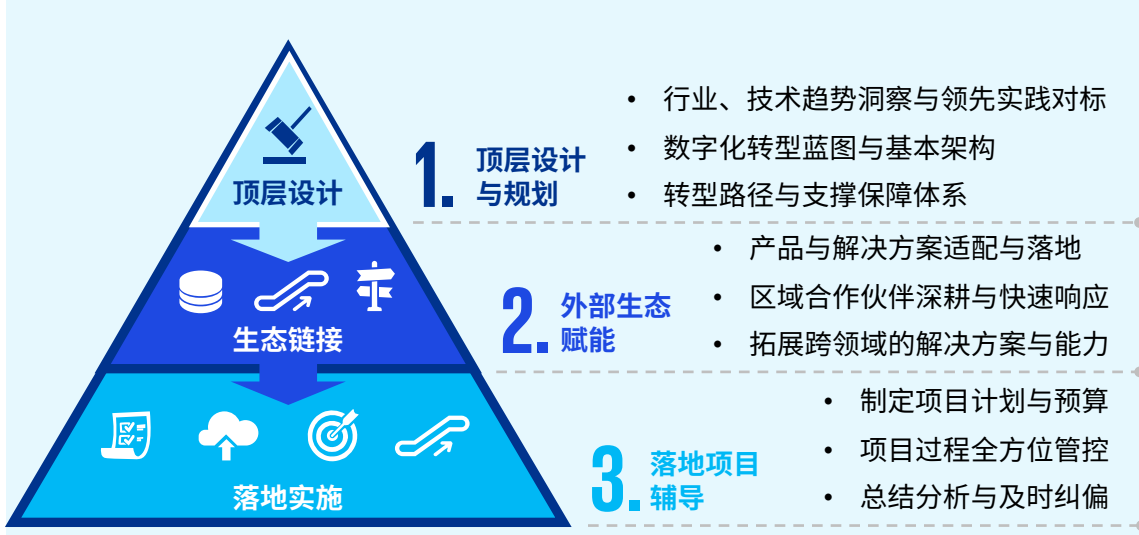 顶层设计
1.
顶层设计
与规划
• 行业、技术趋势洞察与领先实践对标
• 数字化转型蓝图与基本架构
• 转型路径与支撑保障体系
生态链接
2.
外部生态
赋能
• 产品与解决方案适配与落地
• 区域合作伙伴深耕与快速响应
• 拓展跨领域的解决方案与能力
落地实施
3.
落地项目
辅导
• 制定项目计划与预算
• 项目过程全方位管控
• 总结分析与及时纠偏